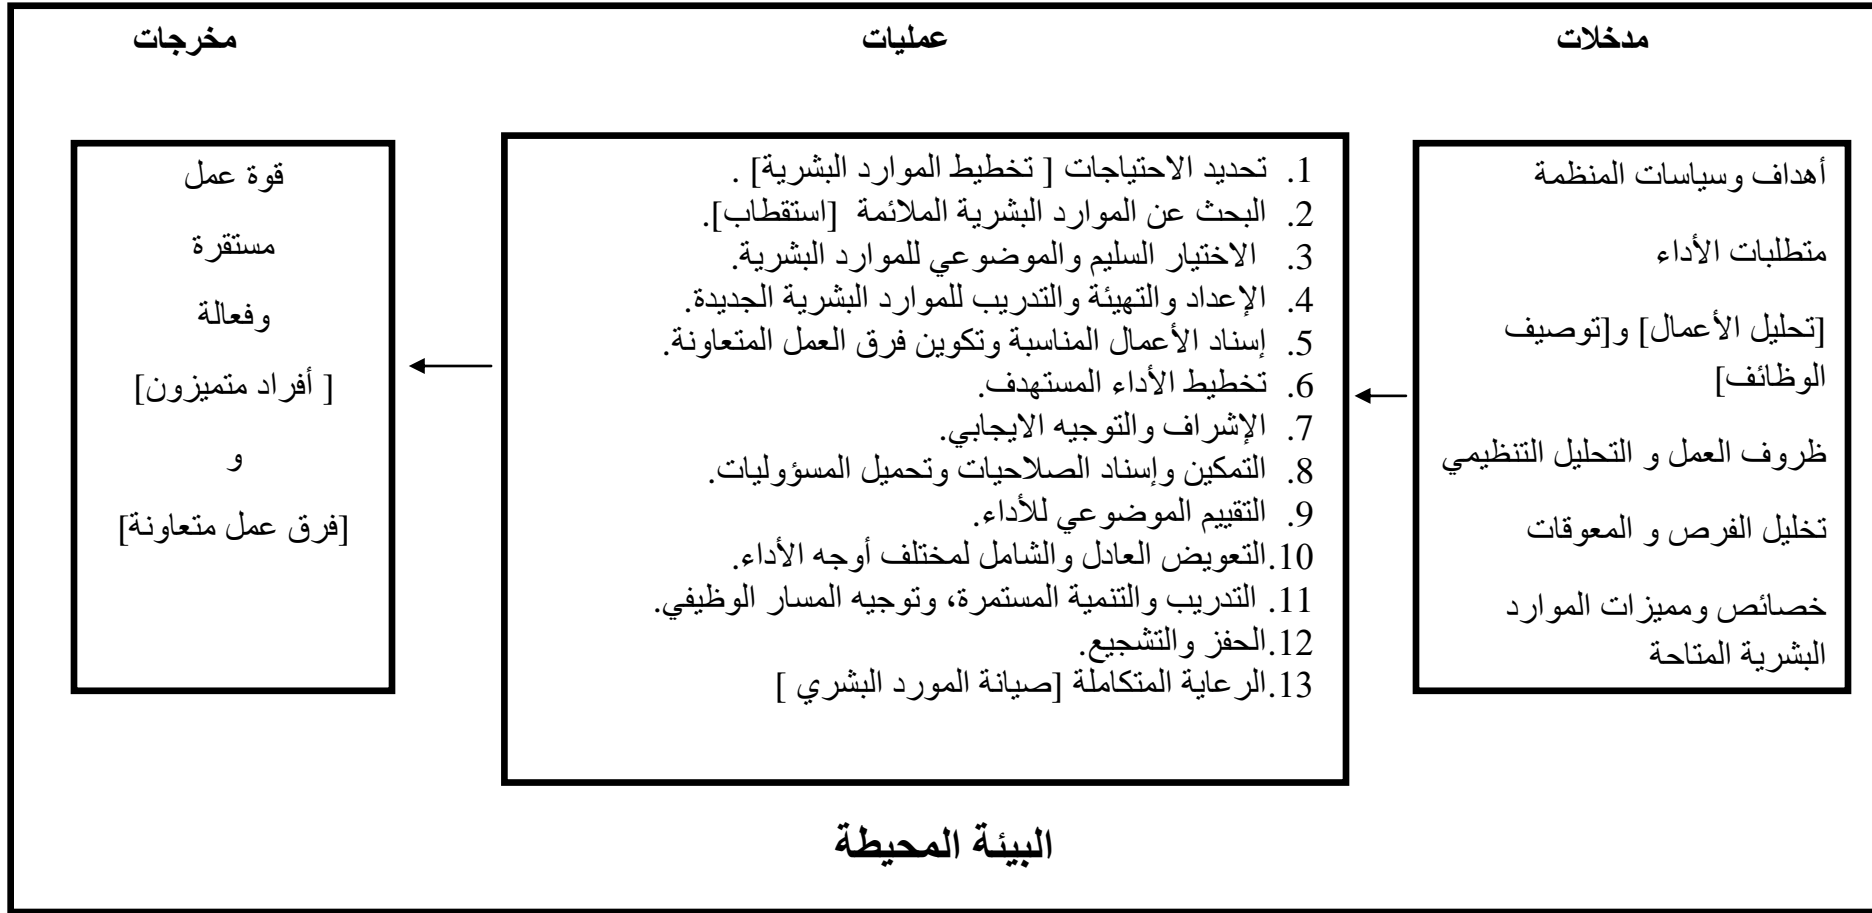 مدخلات
عمليات
مخرجات
أهداف وسياسات المنظمة
متطلبات الأداء
[تحليل الأعمال] و[توصيف
الوظائف]
ظروف العمل و التحليل التنظيمي
تخليل الفرص و المعوقات
خصائص ومميزات الموارد
البشرية المتاحة
1. تحديد الاحتياجات [ تخطيط الموارد البشرية] .
2. البحث عن الموارد البشرية الملائمة [استقطاب].
3. الاختيار السليم والموضوعي للموارد البشرية.
4. الإعداد والتهيئة والتدريب للموارد البشرية الجديدة.
5. إسناد الأعمال المناسبة وتكوين فرق العمل المتعاونة.
6. تخطيط الأداء المستهدف.
7. الإشراف والتوجيه الايجابي.
8. التمكين وإسناد الصلاحيات وتحميل المسؤوليات.
9. التقييم الموضوعي للأداء.
10.التعويض العادل والشامل لمختلف أوجه الأداء.
11. التدريب والتنمية المستمرة، وتوجيه المسار الوظيفي.
12.الحفز والتشجيع.
13.الرعاية المتكاملة [صيانة المورد البشري ]
قوة عمل
مستقرة
وفعالة
[ أفراد متميزون]
و
[فرق عمل متعاونة]
البيئة المحيطة